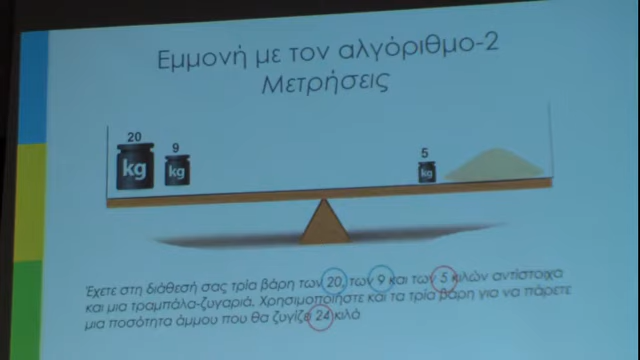 Εμμονή με τον αλγόριθμο-2
Μετρήσεις
20
9
5
kg
kg
kg
Έχετε στη διάθεσή σας τρία βάρη των 20, των 9 και των 5 κιλών αντίστοιχα
και μια τραμπάλα-ζυγαριά. Χρησιμοποιήστε και τα τρία βάρη για να πάρετε
μια ποσότητα άμμου που θα ζυγίζει 24 κιλά